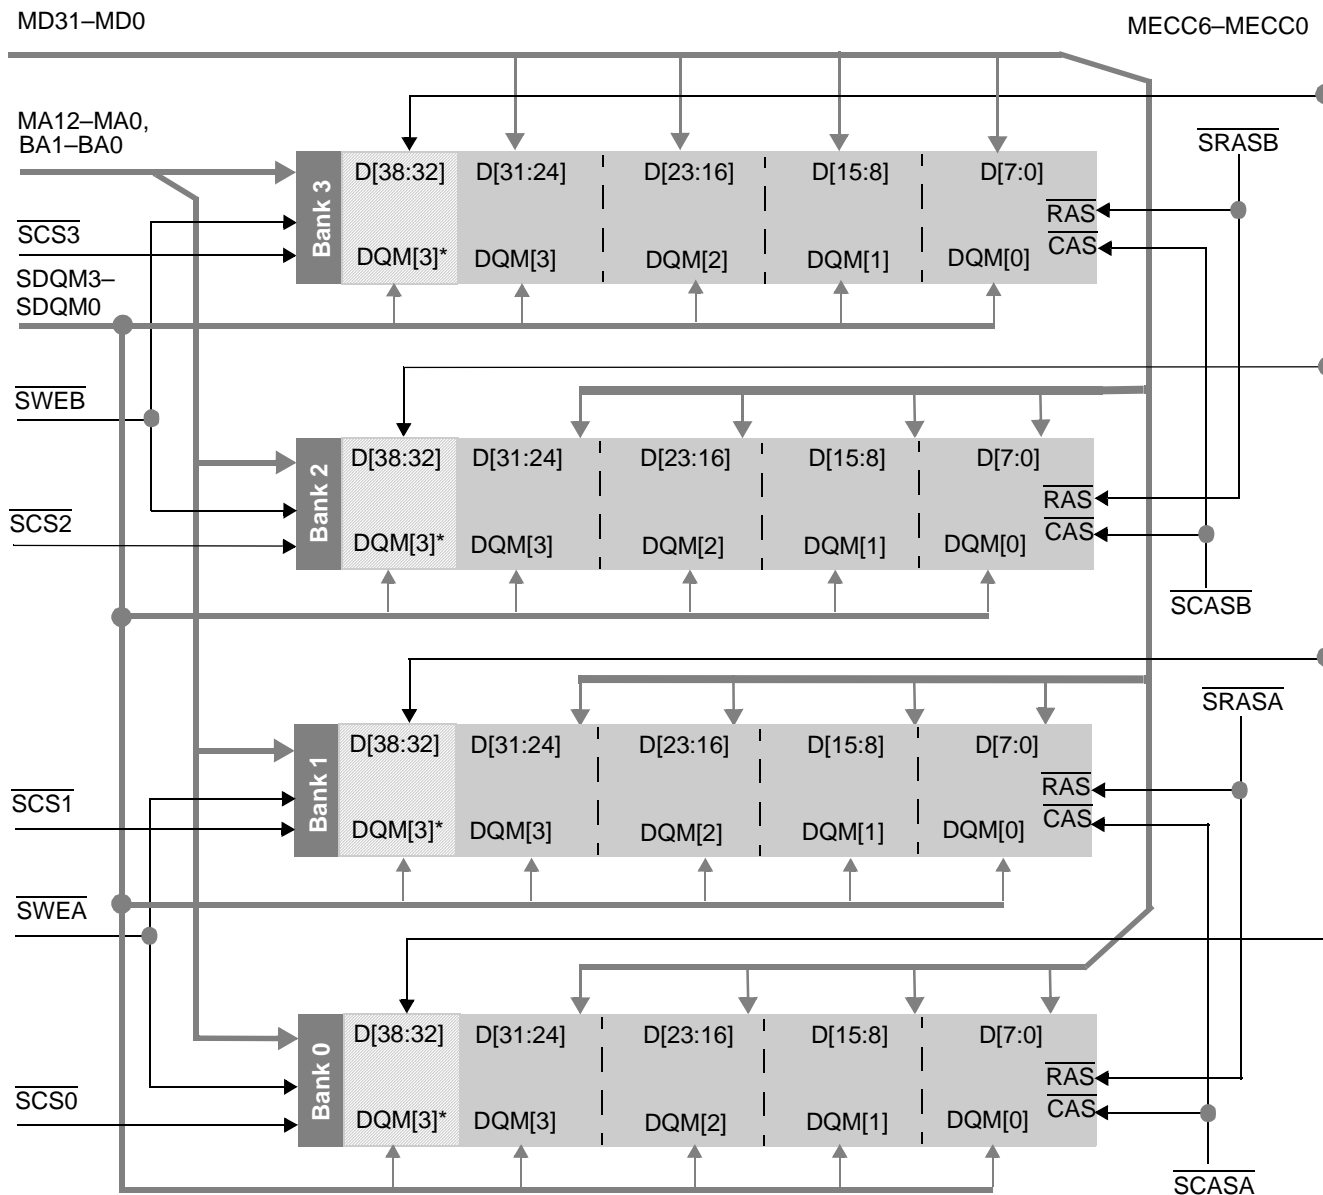 MD31–MD0
MECC6–MECC0
MA12–MA0,
BA1–BA0
SRASB
Bank 3
D[38:32] D[31:24] D[23:16] D[15:8] D[7:0]
RAS
SCS3
CAS
DQM[3]* DQM[3] DQM[2] DQM[1] DQM[0]
SDQM3–
SDQM0
SWEB
Bank 2
D[38:32] D[31:24] D[23:16] D[15:8] D[7:0]
RAS
SCS2
CAS
DQM[3]* DQM[3] DQM[2] DQM[1] DQM[0]
SCASB
SRASA
Bank 1
D[38:32] D[31:24] D[23:16] D[15:8] D[7:0]
RAS
SCS1
CAS
DQM[3]* DQM[3] DQM[2] DQM[1] DQM[0]
SWEA
Bank 0
D[38:32] D[31:24] D[23:16] D[15:8] D[7:0]
RAS
SCS0
CAS
DQM[3]* DQM[3] DQM[2] DQM[1] DQM[0]
SCASA